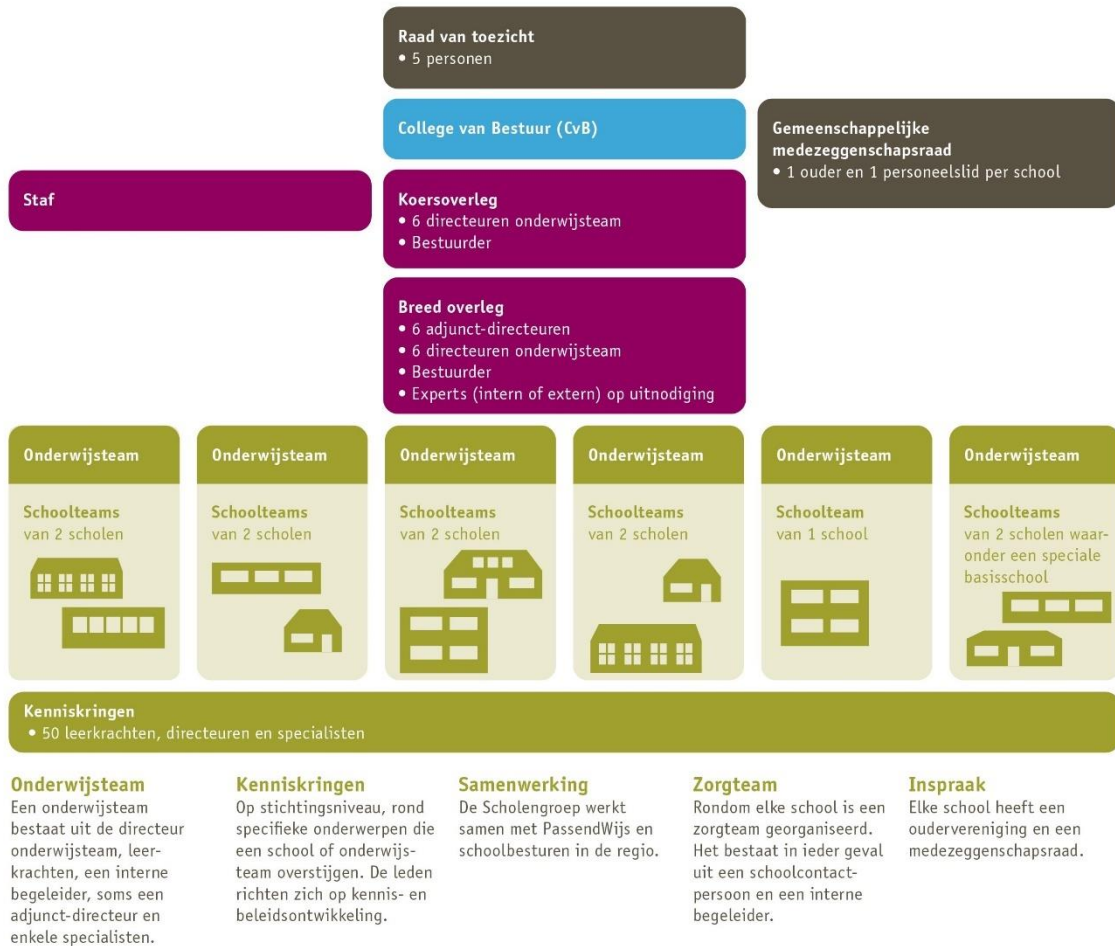 Raad van toezicht
• 5 personen
College van Bestuur (CvB)
Gemeenschappelijke
medezeggenschapsraad
• 1 ouder en 1 personeelslid per school
Staf
Koersoverleg
• 6 directeuren onderwijsteam
• Bestuurder
Breed overleg
• 6 adjunct-directeuren
• 6 directeuren onderwijsteam
• Bestuurder
• Experts (intern of extern) op uitnodiging
Onderwijsteam
Schoolteams
van 2 scholen
Onderwijsteam
Schoolteams
van 2 scholen
Onderwijsteam
Schoolteams
van 2 scholen
Onderwijsteam
Schoolteams
van 2 scholen
Onderwijsteam
Schoolteam
van 1 school
Onderwijsteam
Schoolteams
van 2 scholen waar-
onder een speciale
basisschool
Kenniskringen
• 50 leerkrachten, directeuren en specialisten
Onderwijsteam
Een onderwijsteam
bestaat uit de directeur
onderwijsteam, leer-
krachten, een interne
begeleider, soms een
adjunct-directeur en
enkele specialisten.
Kenniskringen
Op stichtingsniveau, rond
specifieke onderwerpen die
een school of onderwijs-
team overstijgen. De leden
richten zich op kennis- en
beleidsontwikkeling.
Samenwerking
De Scholengroep werkt
samen met PassendWijs en
schoolbesturen in de regio.
Zorgteam
Rondom elke school is een
zorgteam georganiseerd.
Het bestaat in ieder geval
uit een schoolcontact-
persoon en een interne
begeleider.
Inspraak
Elke school heeft een
oudervereniging en een
medezeggenschapsraad.